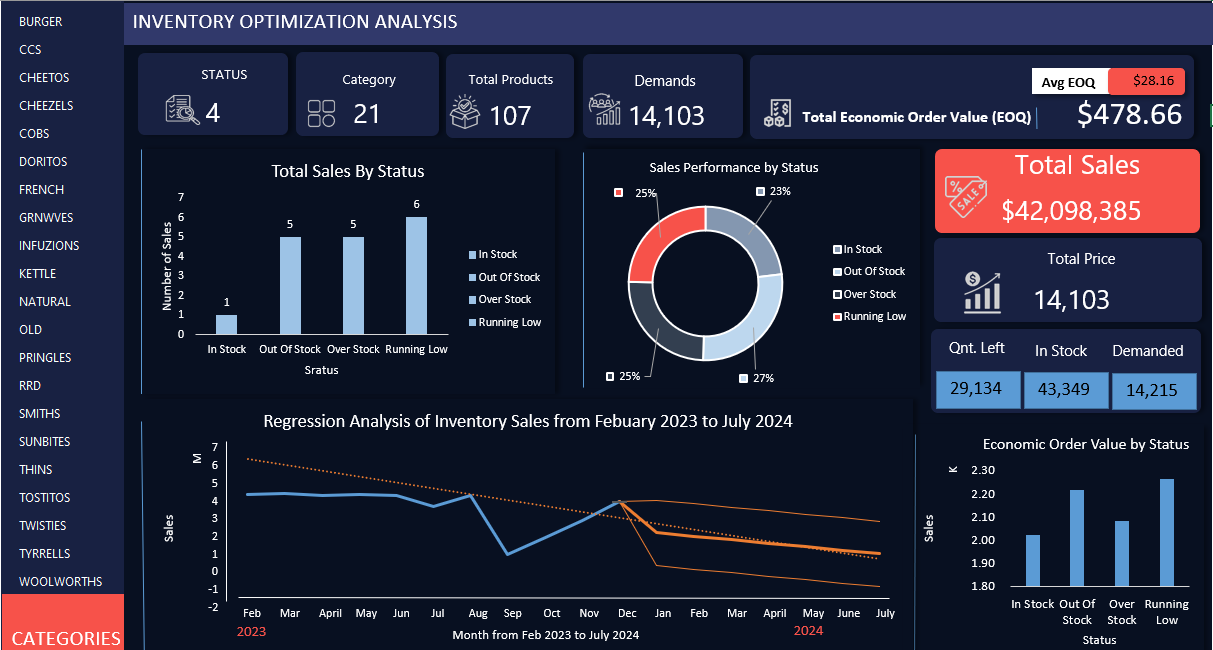 BURGER
CCS
CHEETOS
CHEEZELS
COBS
DORITOS
FRENCH
GRNWVES
INFUZIONS
KETTLE
NATURAL
OLD
PRINGLES
RRD
SMITHS
SUNBITES
THINS
TOSTITOS
TWISTIES
TYRRELLS
WOOLWORTHS
CATEGORIES
INVENTORY OPTIMIZATION ANALYSIS
STATUS
4
Category
21
Total Products
107
Demands
14,103
Avg EOQ $28.16
Total Economic Order Value (EOQ) $478.66
Total Sales By Status
Number of Sales
7
6
5
4
3
2
1
0
1
5
5
6
In Stock Out Of Stock Over Stock Running Low
Sratus
In Stock
Out Of Stock
Over Stock
Running Low
Sales Performance by Status
25%
23%
25%
27%
In Stock
Out Of Stock
Over Stock
Running Low
SALE
Total Sales
$42,098,385
Total Price
14,103
Qnt. Left In Stock Demanded
29,134 43,349 14,215
Regression Analysis of Inventory Sales from Febuary 2023 to July 2024
M
Sales
7
6
5
4
3
2
1
0
-1
-2
Feb Mar April May Jun Jul Aug Sep Oct Nov Dec Jan Feb Mar April May June July
2023 2024
Month from Feb 2023 to July 2024
Economic Order Value by Status
K
Sales
2.30
2.20
2.10
2.00
1.90
1.80
In Stock Out Of Stock Over Stock Running Low
Status